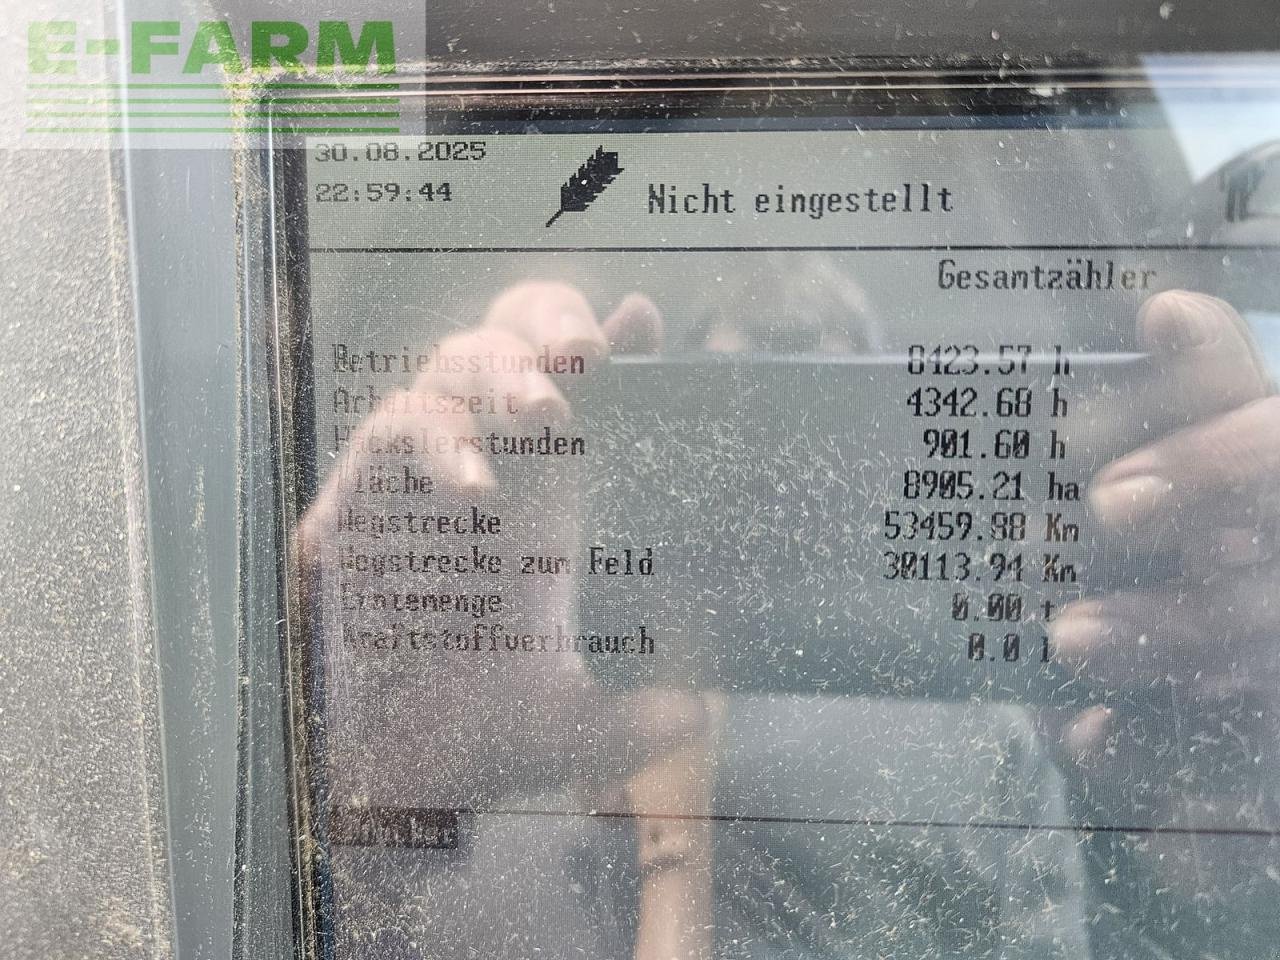 E-FARM
30.08.2025
22:59:44
Nicht eingestellt
Gesamtzähler
Betriebsstunden 8423.57 h
Arbeitszeit 4342.68 h
Häckslerstunden 901.60 h
Fläche 8905.21 ha
Wegstrecke 53459.88 Km
Wegstrecke zum Feld 30113.94 Km
Erntemenge 0.00 t
Kraftstoffverbrauch 0.0 l